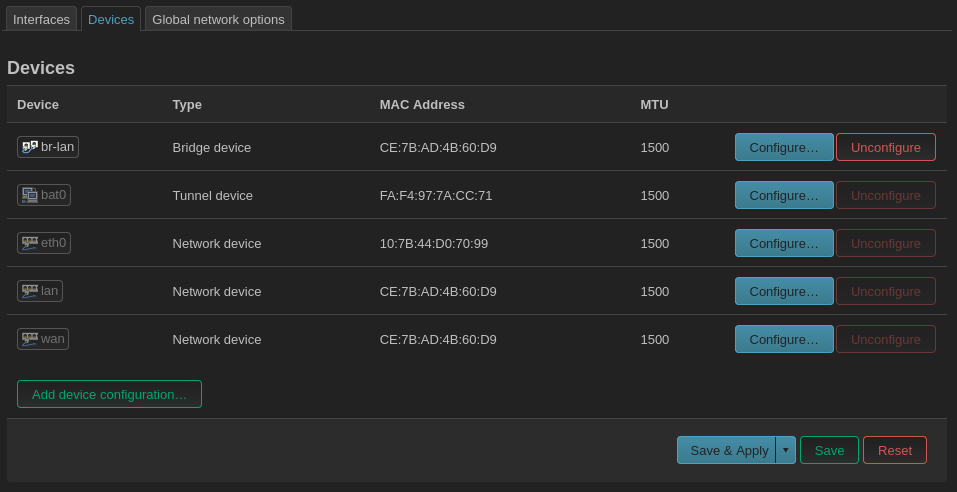 Interfaces Devices Global network options
Devices
Device Type MAC Address MTU
br-lan Bridge device CE:7B:AD:4B:60:D9 1500 Configure… Unconfigure
bat0 Tunnel device FA:F4:97:7A:CC:71 1500 Configure… Unconfigure
eth0 Network device 10:7B:44:D0:70:99 1500 Configure… Unconfigure
lan Network device CE:7B:AD:4B:60:D9 1500 Configure… Unconfigure
wan Network device CE:7B:AD:4B:60:D9 1500 Configure… Unconfigure
Add device configuration…
Save & Apply Save Reset